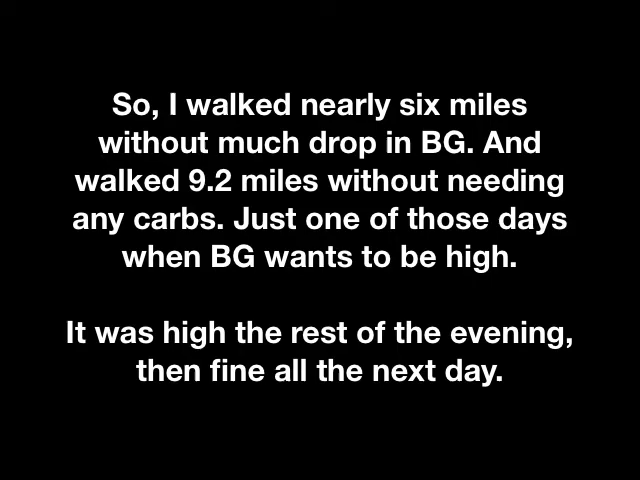 So, I walked nearly six miles
without much drop in BG. And
walked 9.2 miles without needing
any carbs. Just one of those days
when BG wants to be high.
It was high the rest of the evening,
then fine all the next day.